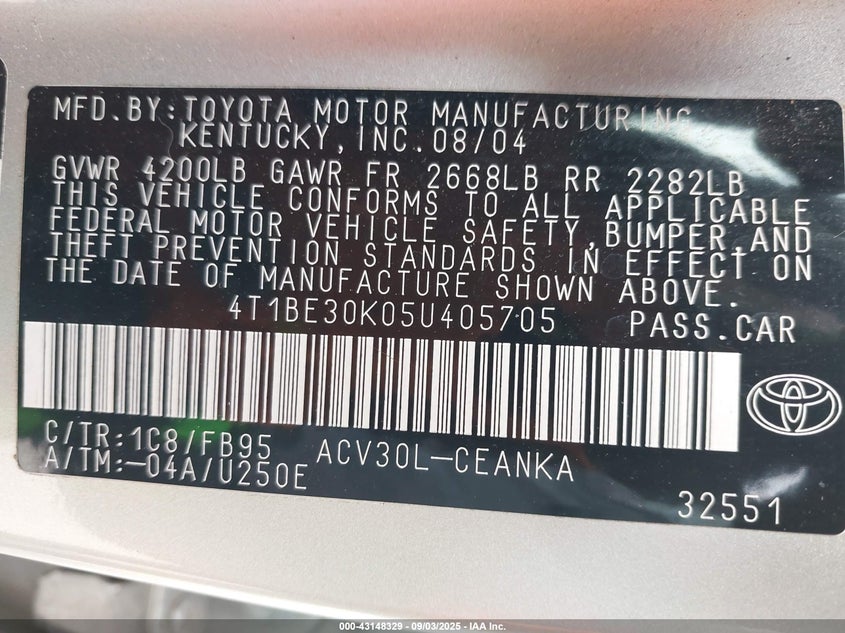 MFD. BY: TOYOTA MOTOR MANUFACTURING
KENTUCKY, INC. 08/04
GVWR 4200LB GAWR FR 2668LB RR 2282LB
THIS VEHICLE CONFORMS TO ALL APPLICABLE
FEDERAL MOTOR VEHICLE SAFETY, BUMPER, AND
THEFT PREVENTION STANDARDS IN EFFECT ON
THE DATE OF MANUFACTURE SHOWN ABOVE.
4T1BE30K05U405705 PASS. CAR
C/TR: 1C8/FB95 ACV30L-CEANKA
A/TM:-04A/U250E
32551
000-43148329 - 09/03/2025 - IAA Inc.